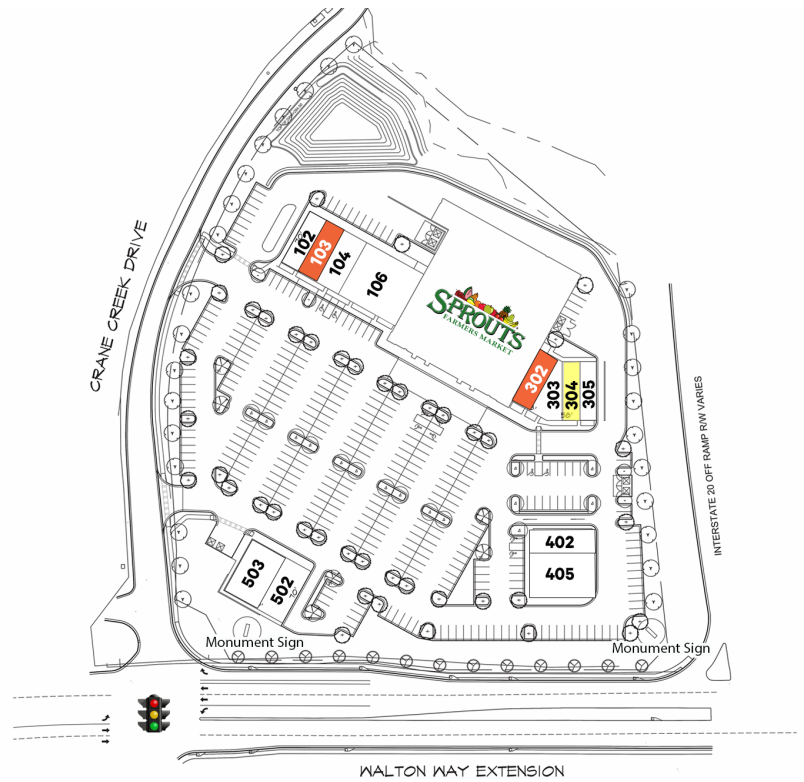 CRANE CREEK DRIVE
102
103
104
106
SPROUTS
FARMERS MARKET
302
303
304
305
INTERSTATE 20 OFF RAMP R/W VARIES
402
405
503
502
Monument Sign
Monument Sign
WALTON WAY EXTENSION